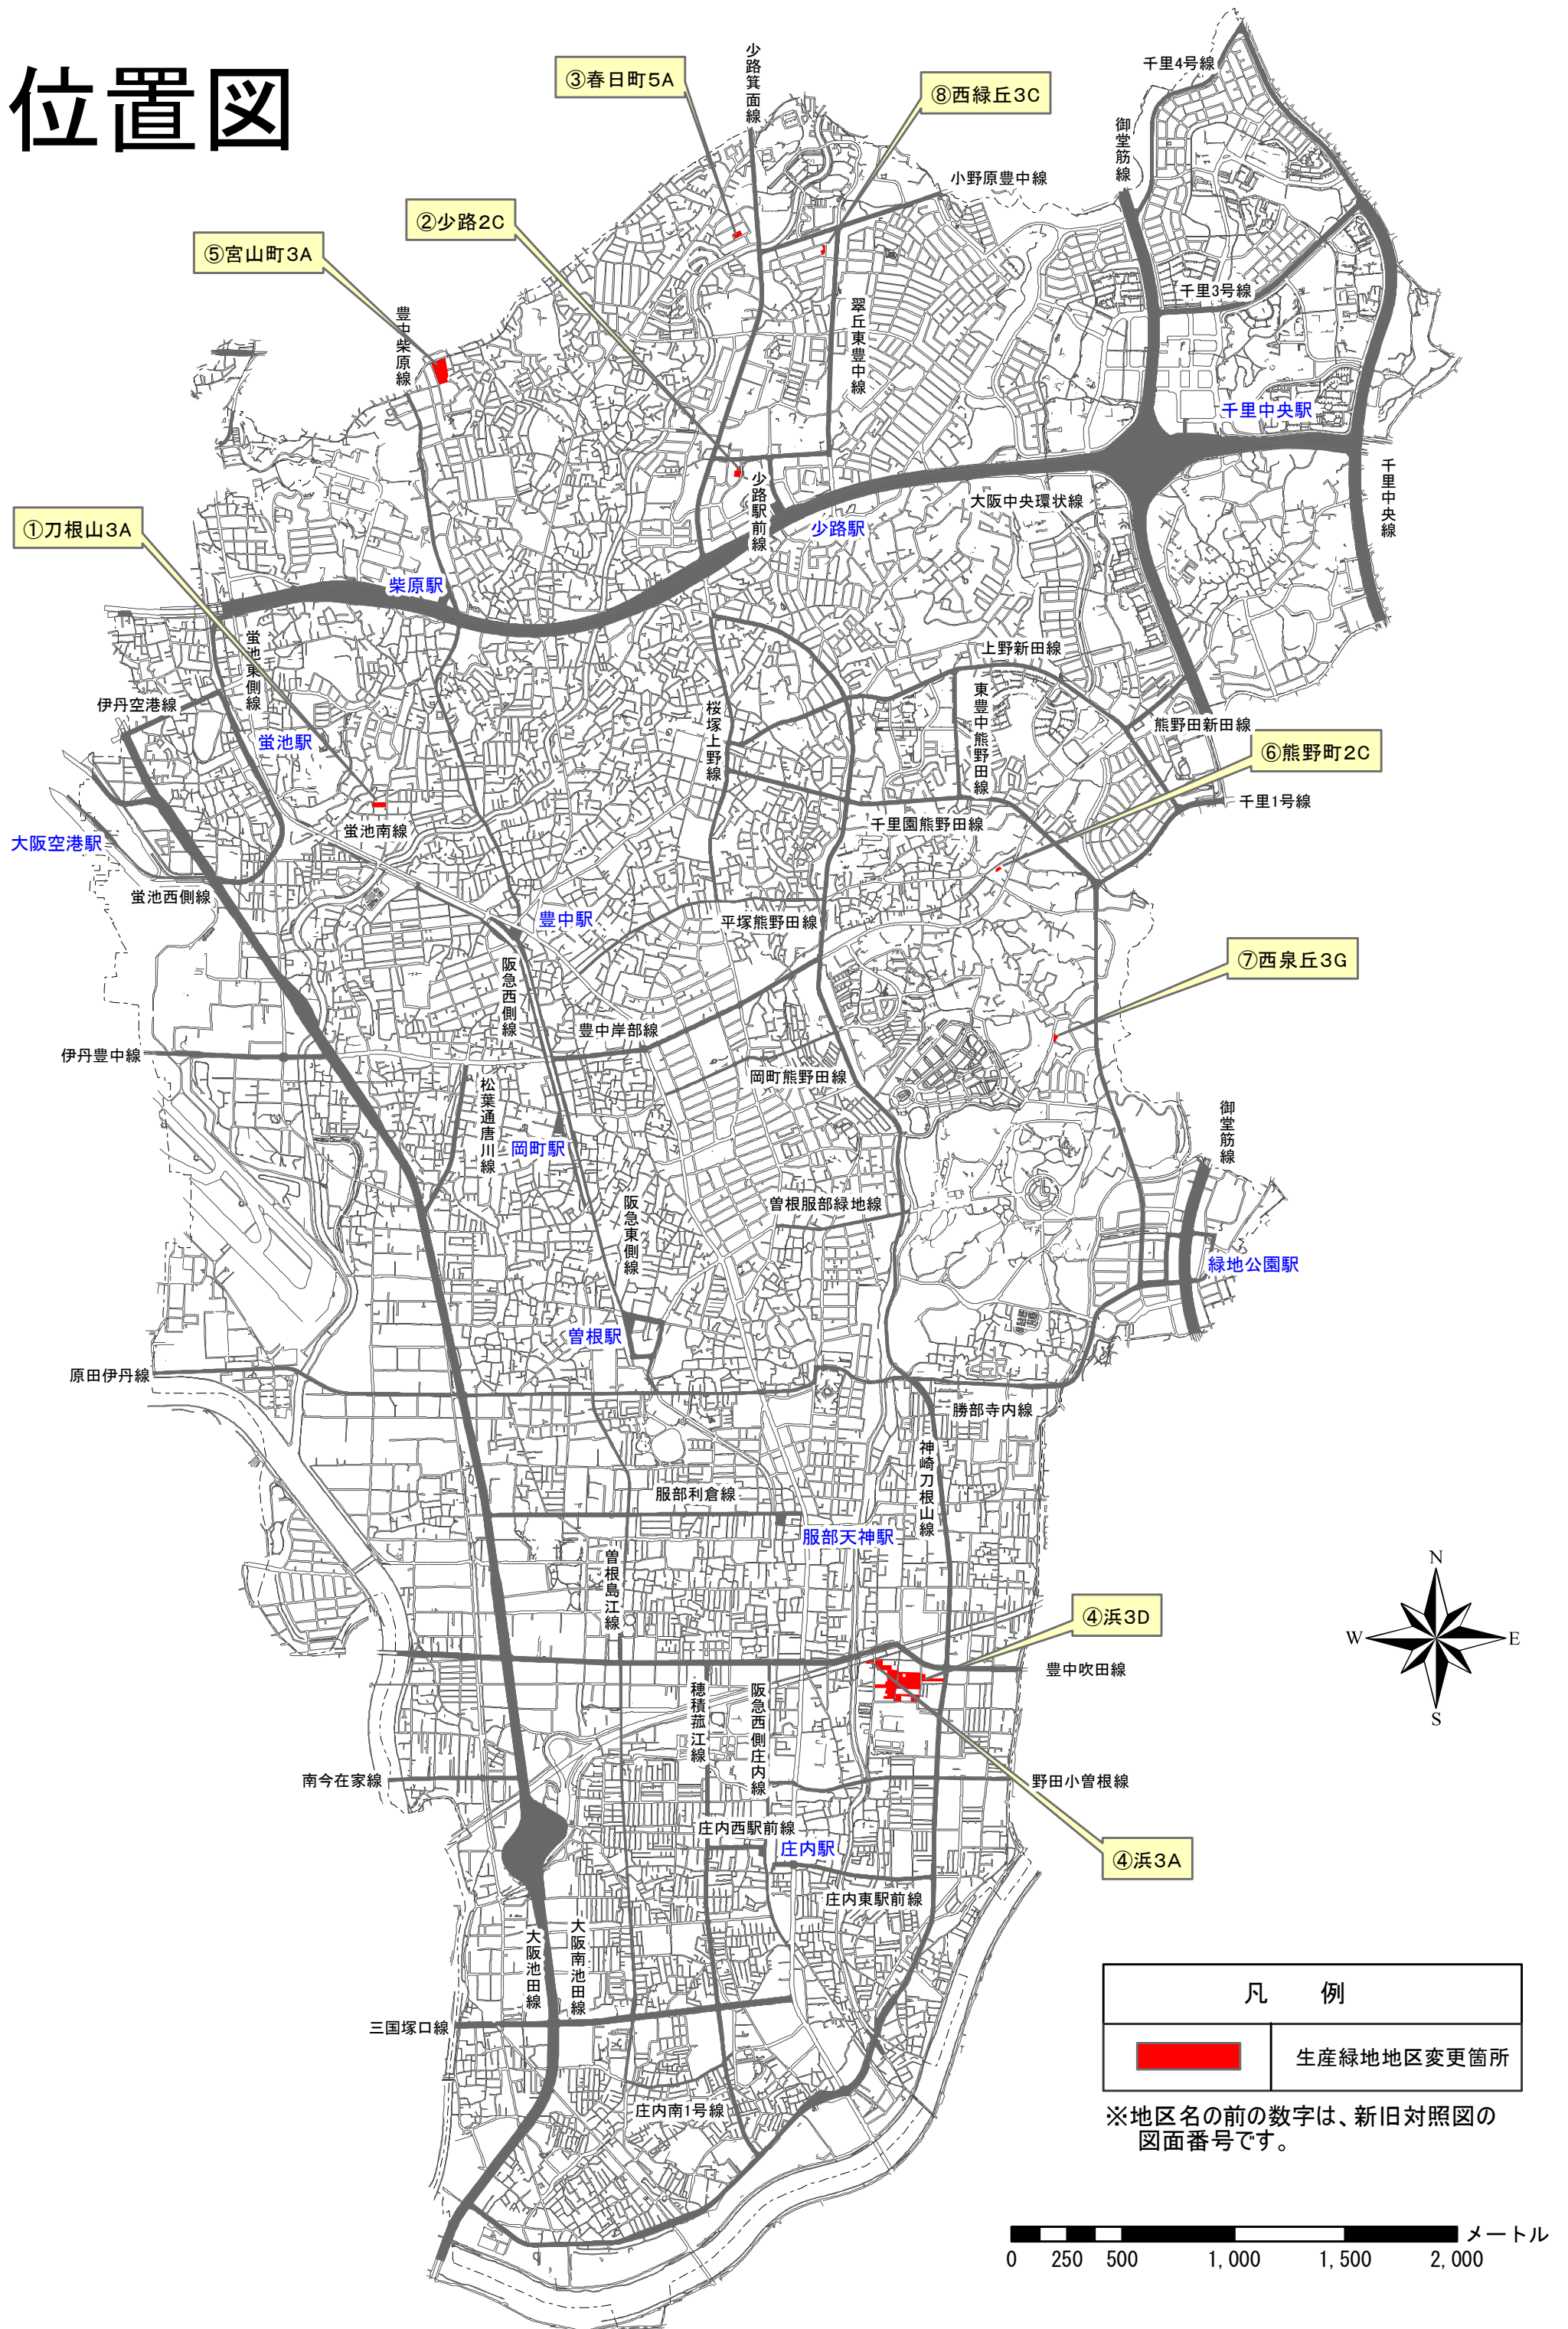 位置図
③春日町5A
少路箕面線
⑧西緑丘3C
千里4号線
御堂筋線
小野原豊中線
②少路2C
⑤宮山町3A
豊中柴原線
翠丘東豊中線
千里3号線
千里中央駅
千里中央線
少路駅前線
大阪中央環状線
少路駅
①刀根山3A
柴原駅
蛍池東側線
伊丹空港線
蛍池駅
桜塚上野線
上野新田線
東豊中熊野田線
熊野田新田線
⑥熊野町2C
千里1号線
千里園熊野田線
蛍池南線
大阪空港駅
蛍池西側線
豊中駅
平塚熊野田線
阪急西側線
⑦西泉丘3G
豊中岸部線
伊丹豊中線
岡町熊野田線
松葉通唐川線
岡町駅
御堂筋線
阪急東側線
曽根服部緑地線
緑地公園駅
曽根駅
原田伊丹線
勝部寺内線
神崎刀根山線
服部利倉線
服部天神駅
曽根島江線
N
W
E
S
④浜3D
豊中吹田線
穂積菰江線
阪急西側庄内線
南今在家線
野田小曽根線
庄内西駅前線
庄内駅
④浜3A
庄内東駅前線
大阪池田線
大阪南池田線
三国塚口線
庄内南1号線
凡 例
生産緑地地区変更箇所
※地区名の前の数字は、新旧対照図の
図面番号です。
メートル
0 250 500 1,000 1,500 2,000